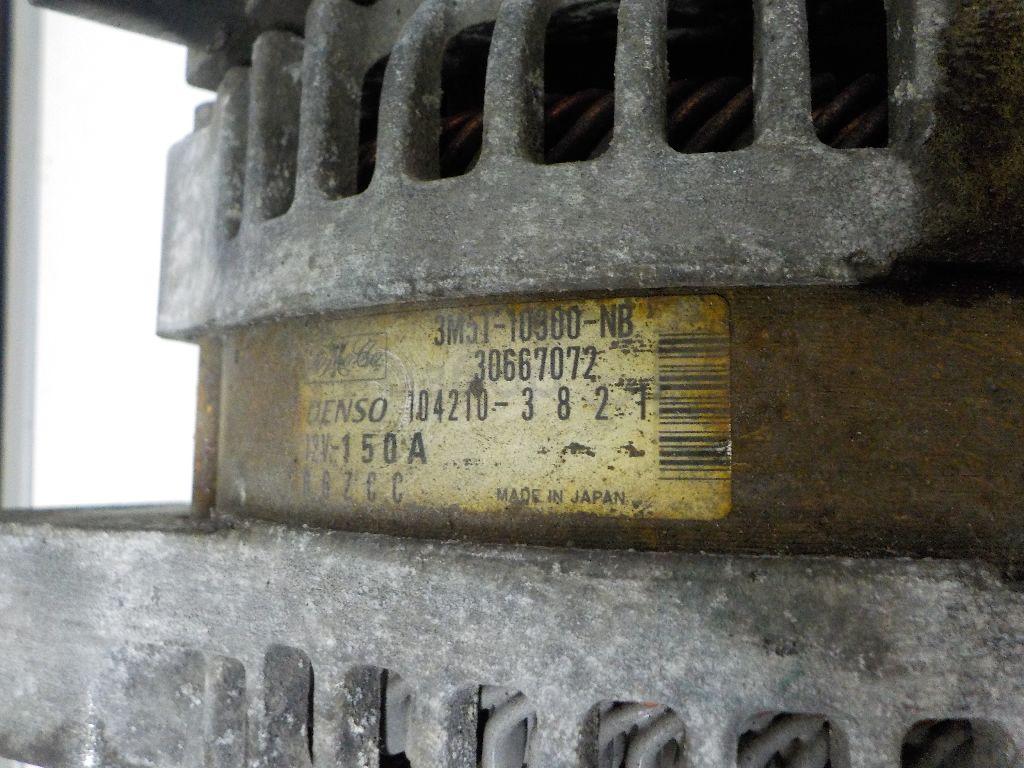 3M5T-10300-NB
30667072
DENSO 104210-3821
12V-150A
MADE IN JAPAN